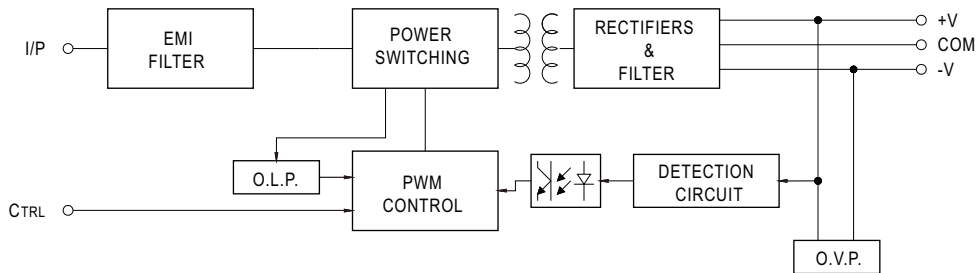 I/P
EMI
FILTER
POWER
SWITCHING
RECTIFIERS
&
FILTER
+V
COM
-V
O.L.P.
PWM
CONTROL
DETECTION
CIRCUIT
CTRL
O.V.P.